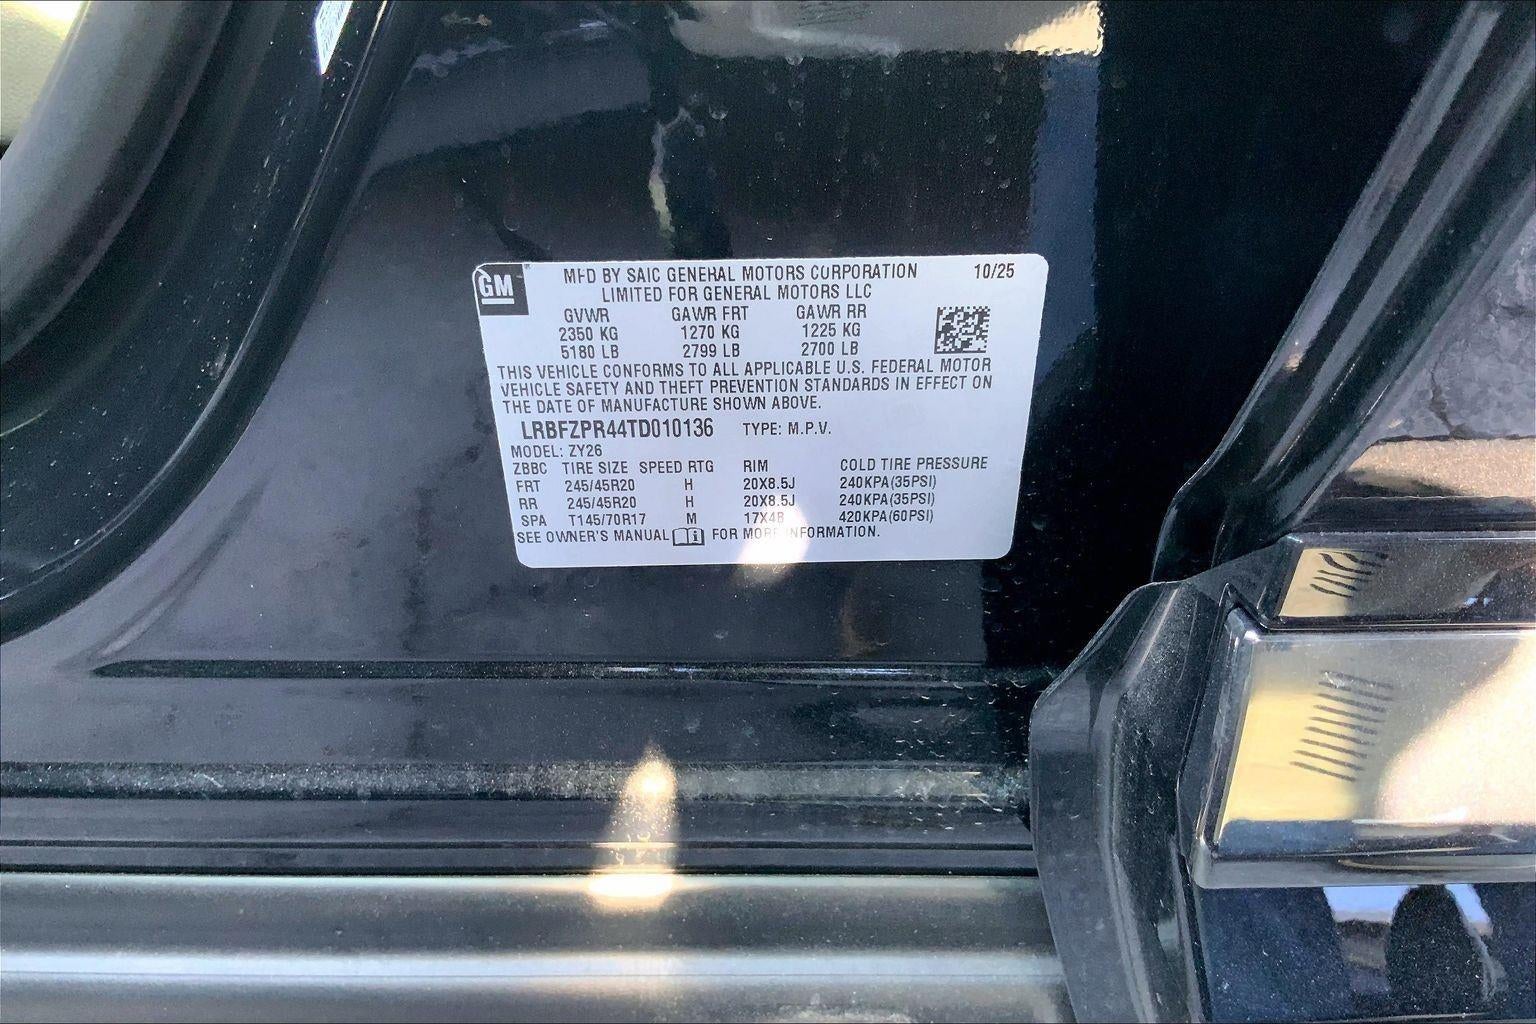 GM
MFD BY SAIC GENERAL MOTORS CORPORATION 10/25
LIMITED FOR GENERAL MOTORS LLC
GVWR GAWR FRT GAWR RR
2350 KG 1270 KG 1225 KG
5180 LB 2799 LB 2700 LB
THIS VEHICLE CONFORMS TO ALL APPLICABLE U.S. FEDERAL MOTOR
VEHICLE SAFETY AND THEFT PREVENTION STANDARDS IN EFFECT ON
THE DATE OF MANUFACTURE SHOWN ABOVE.
LRBFZPR44TD010136 TYPE: M.P.V.
MODEL: ZY26
ZBBC TIRE SIZE SPEED RTG RIM COLD TIRE PRESSURE
FRT 245/45R20 H 20X8.5J 240KPA(35PSI)
RR 245/45R20 H 20X8.5J 240KPA(35PSI)
SPA T145/70R17 M 17X4B 420KPA(60PSI)
SEE OWNER'S MANUAL FOR MORE INFORMATION.